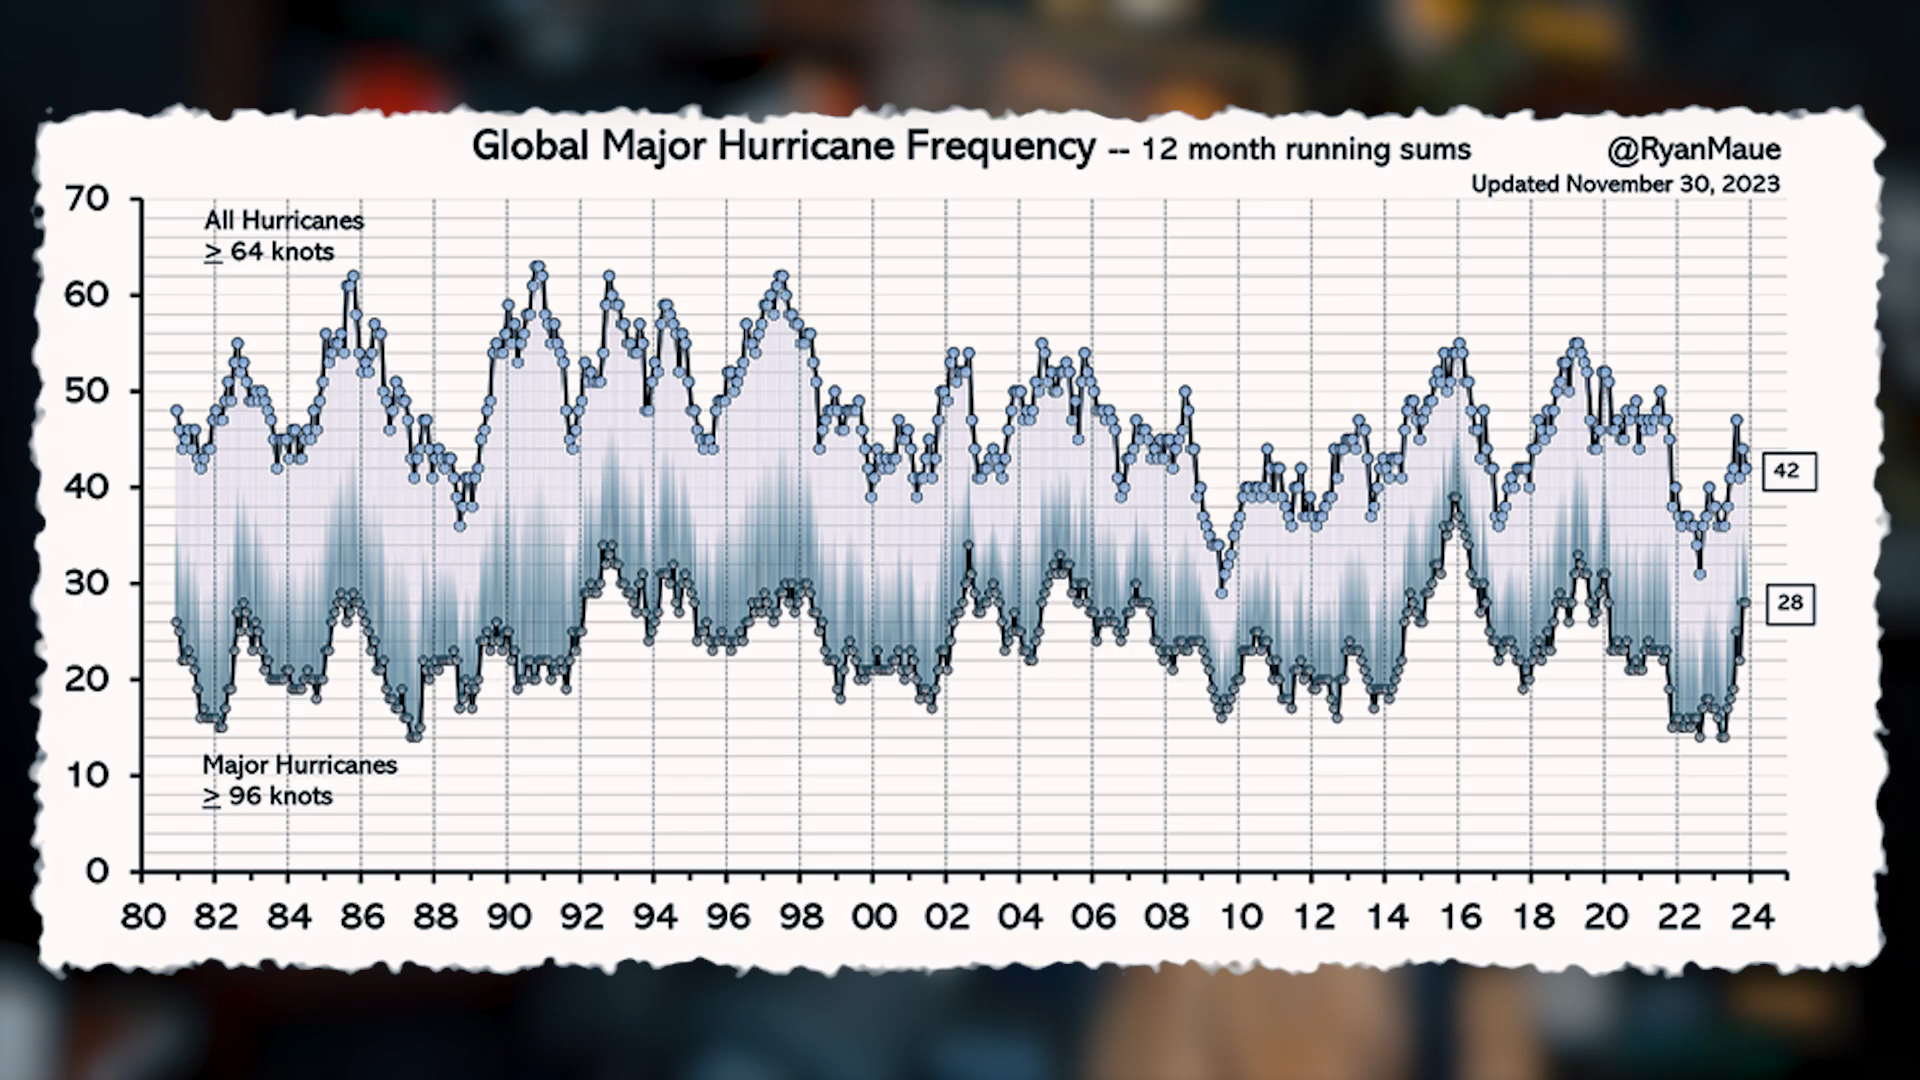 Global Major Hurricane Frequency -- 12 month running sums
@RyanMaue
Updated November 30, 2023
All Hurricanes
≥ 64 knots
70
60
50
40
30
20
10
0
42
28
Major Hurricanes
≥ 96 knots
80 82 84 86 88 90 92 94 96 98 00 02 04 06 08 10 12 14 16 18 20 22 24